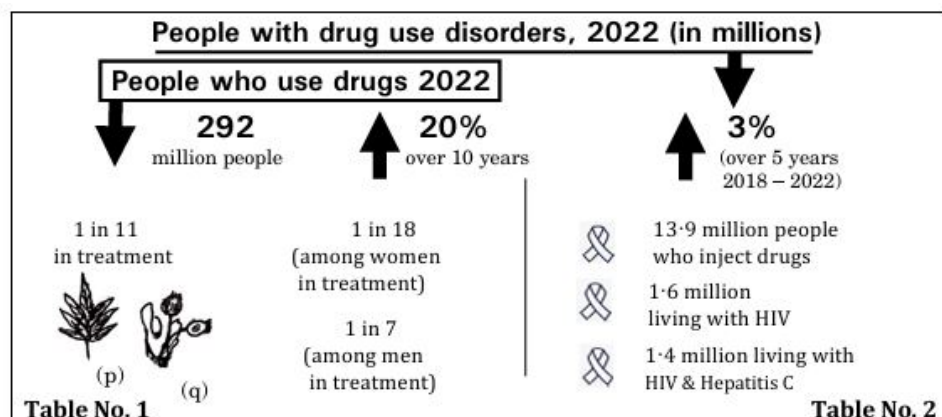 People with drug use disorders, 2022 (in millions)
People who use drugs 2022
292
million people
20%
over 10 years
3%
(over 5 years
2018 – 2022)
1 in 11
in treatment
1 in 18
(among women
in treatment)
1 in 7
(among men
in treatment)
13·9 million people
who inject drugs
1·6 million
living with HIV
1·4 million living with
HIV & Hepatitis C
(p)
(q)
Table No. 1
Table No. 2